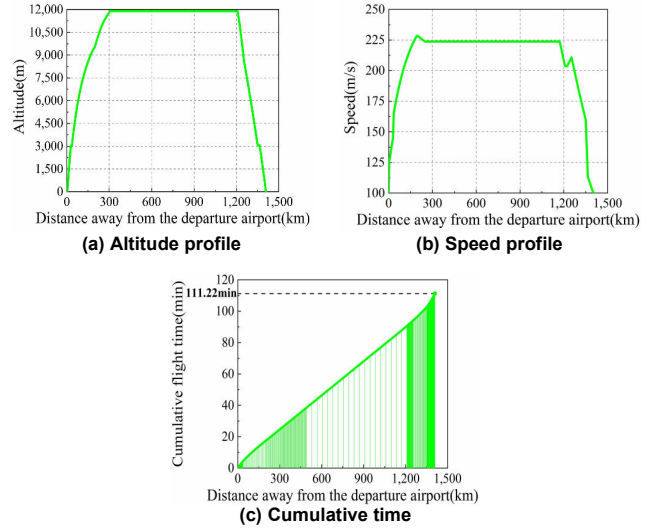 12,000
10,500
9,000
7,500
6,000
4,500
3,000
1,500
0
Altitude(m)
0 300 600 900 1,200 1,500
Distance away from the departure airport(km)
(a) Altitude profile
250
225
200
175
150
125
100
Speed(m/s)
0 300 600 900 1,200 1,500
Distance away from the departure airport(km)
(b) Speed profile
120
111.22min
100
80
60
40
20
0
Cumulative flight time(min)
0 300 600 900 1,200 1,500
Distance away from the departure airport(km)
(c) Cumulative time